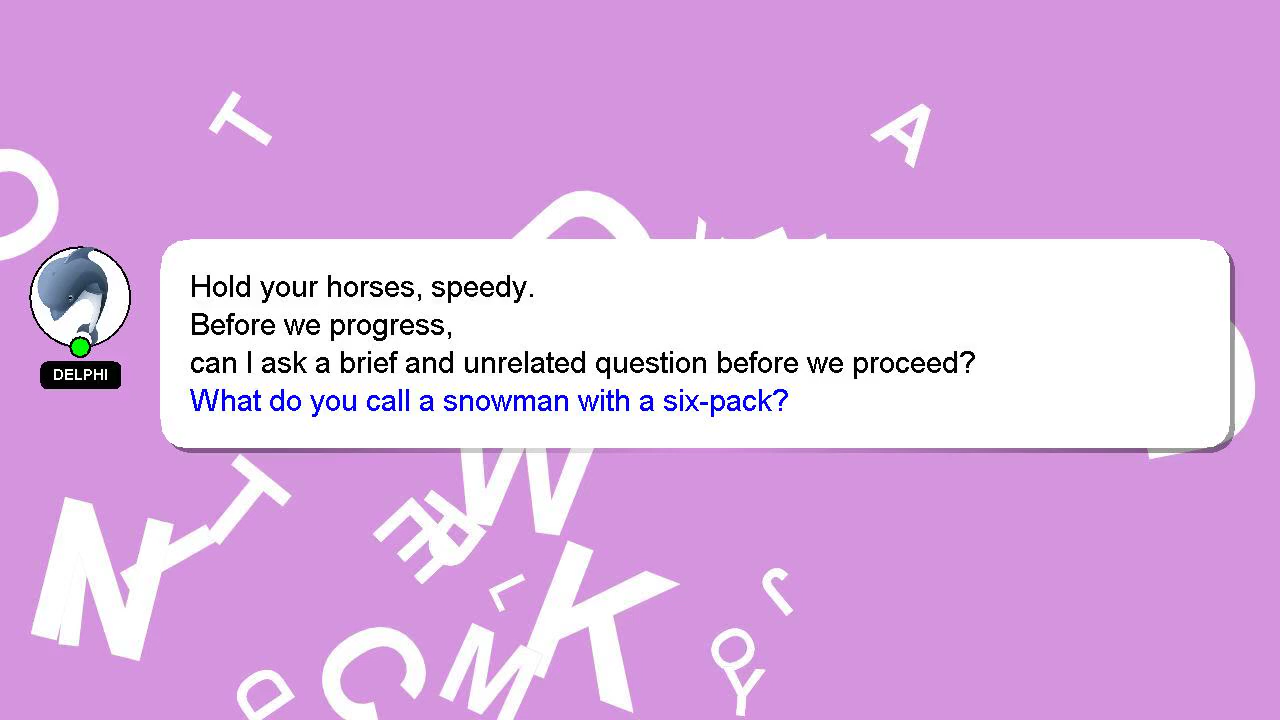 T
A
O
Hold your horses, speedy.
Before we progress,
can I ask a brief and unrelated question before we proceed?
What do you call a snowman with a six-pack?
DELPHI
W
N
T
E
R
L
K
J
C
M
O
Y
D